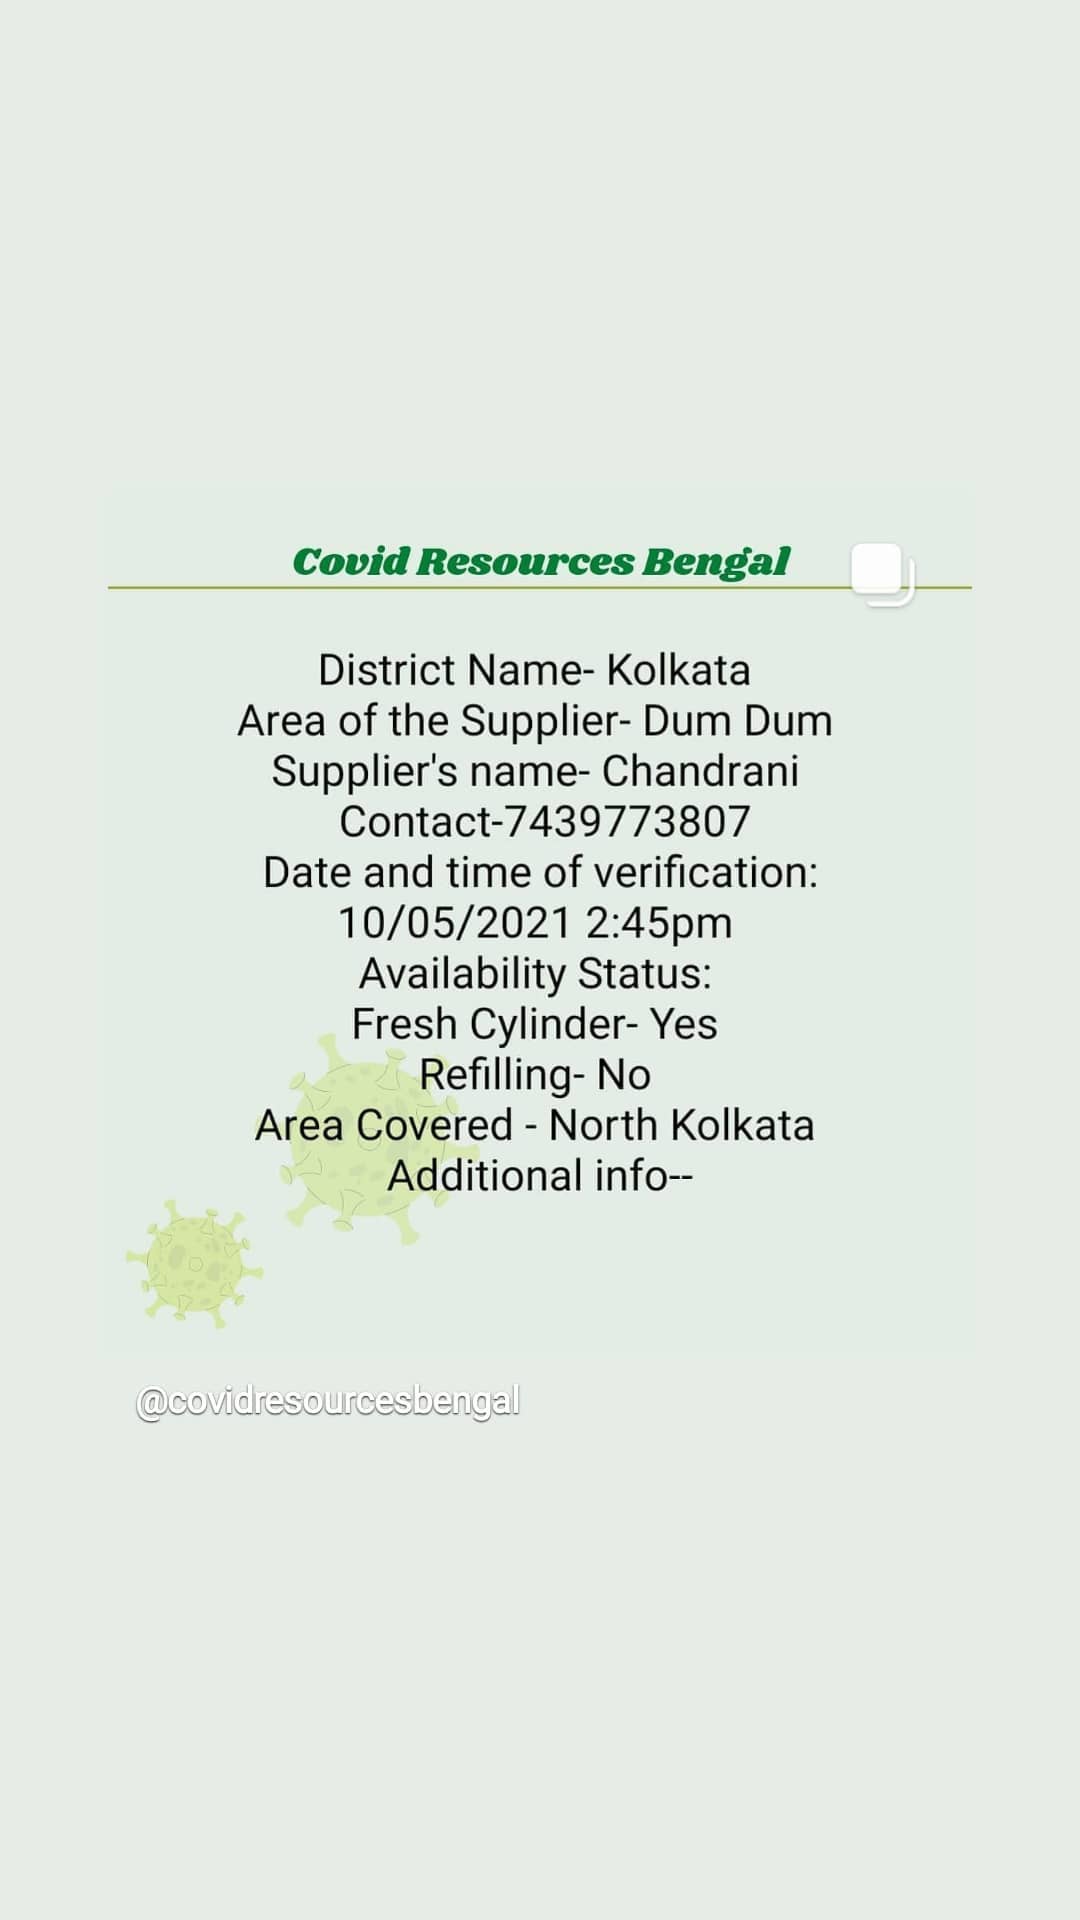 Covid Resources Bengal
District Name- Kolkata
Area of the Supplier- Dum Dum
Supplier's name- Chandrani
Contact-7439773807
Date and time of verification:
10/05/2021 2:45pm
Availability Status:
Fresh Cylinder- Yes
Refilling- No
Area Covered - North Kolkata
Additional info--
@covidresourcesbengal